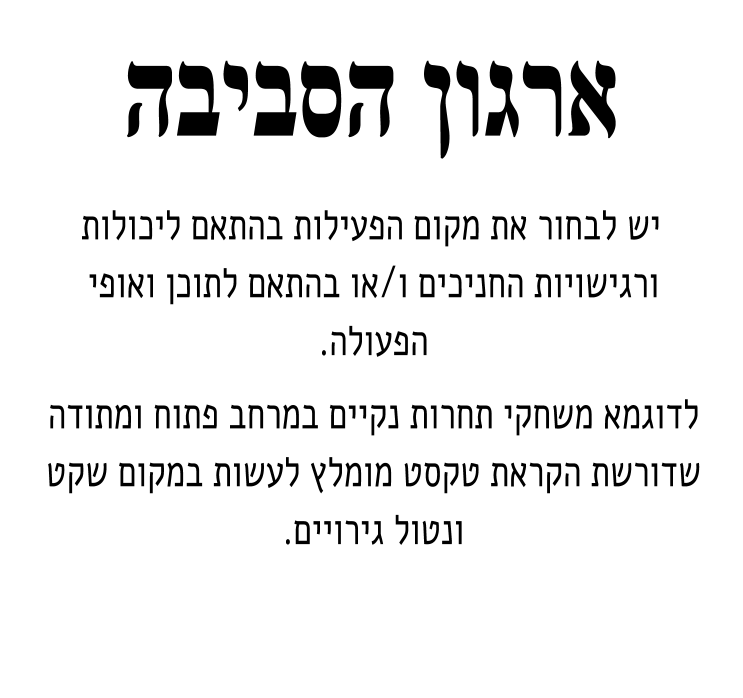 ארגון הסביבה
יש לבחור את מקום הפעילות בהתאם ליכולות
ורגישויות החניכים ו/או בהתאם לתוכן ואופי
הפעולה.
לדוגמא משחקי תחרות נקיים במרחב פתוח ומתודה
שדורשת הקראת טקסט מומלץ לעשות במקום שקט
ונטול גירויים.